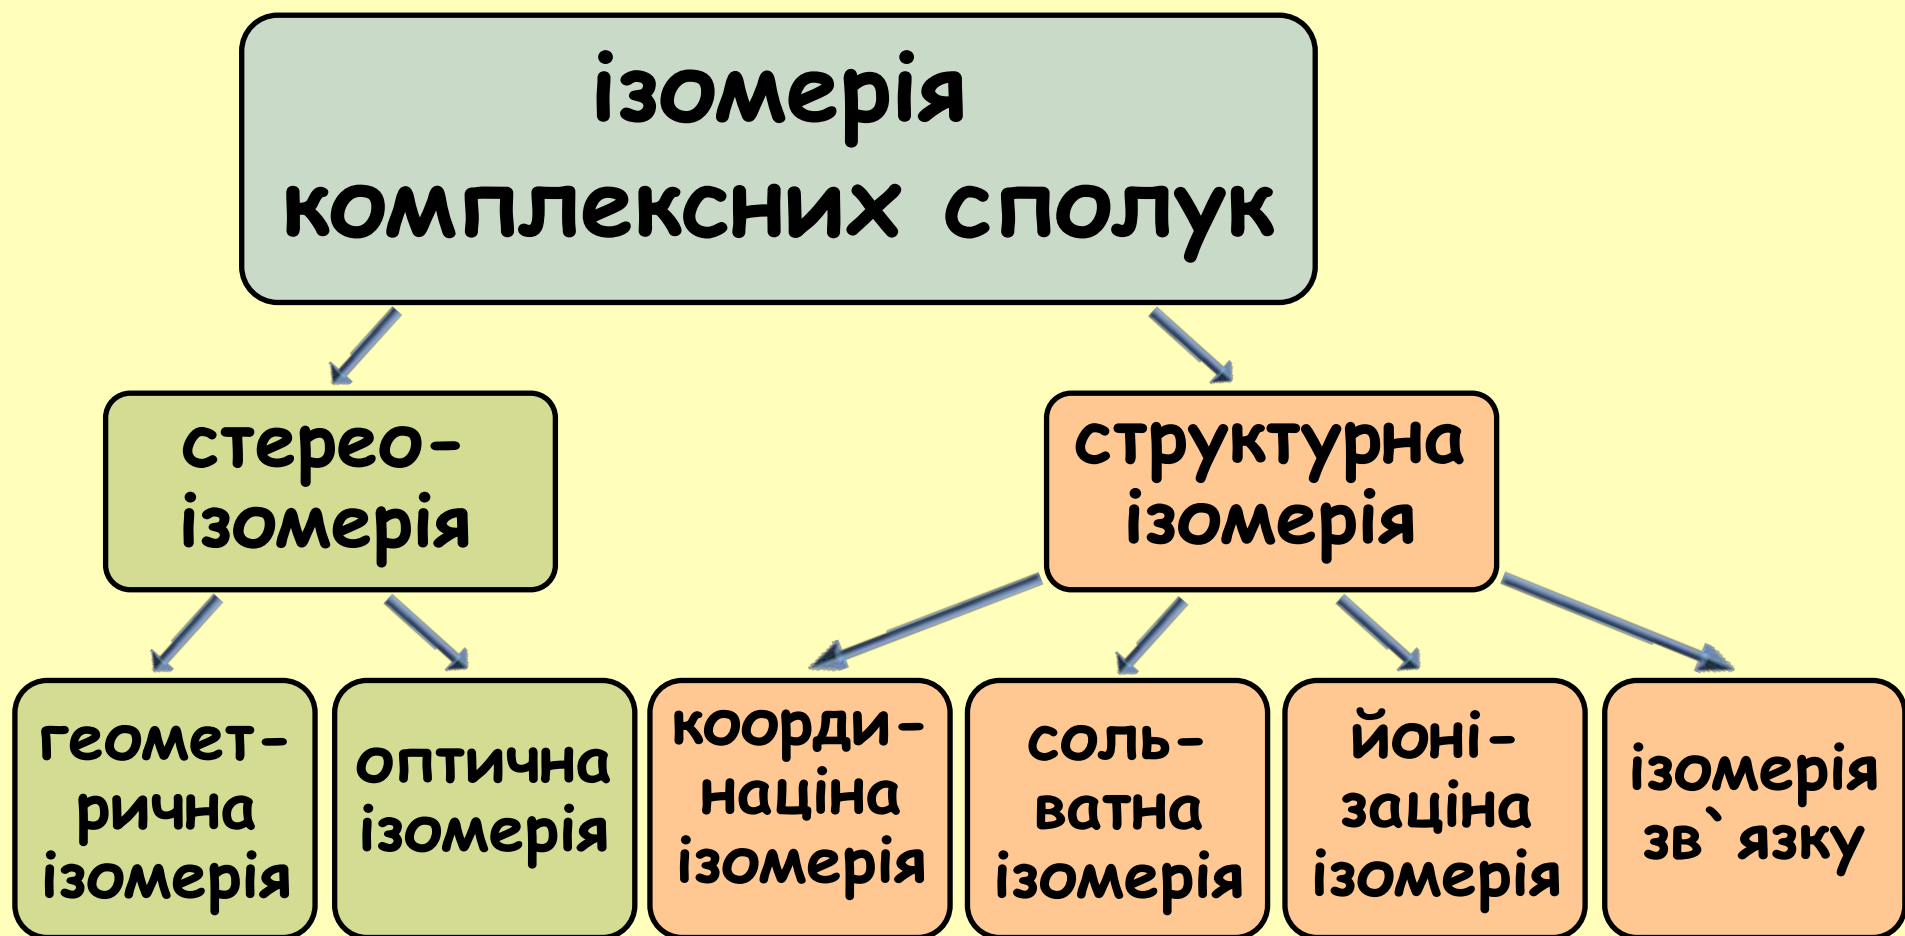 ізомерія
комплексних сполук
стерео-
ізомерія
структурна
ізомерія
геомет-
рична
ізомерія
оптична
ізомерія
коорди-
націна
ізомерія
соль-
ватна
ізомерія
йоні-
заціна
ізомерія
ізомерія
зв`язку